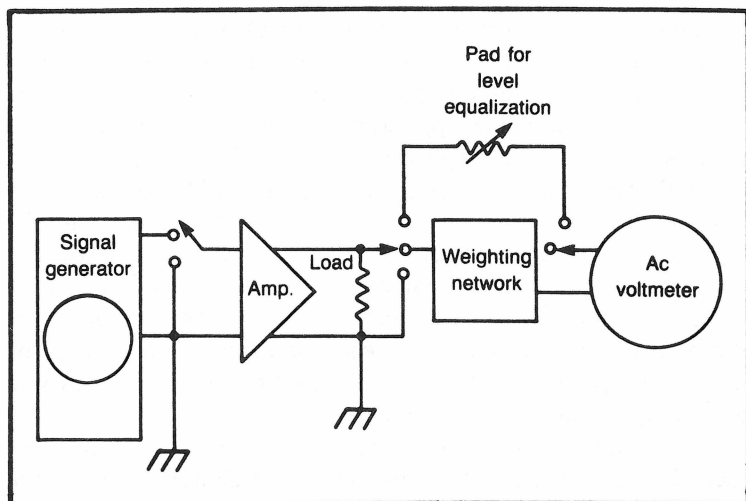 Pad for
level
equalization
Signal
generator
Amp.
Load
Weighting
network
Ac
voltmeter